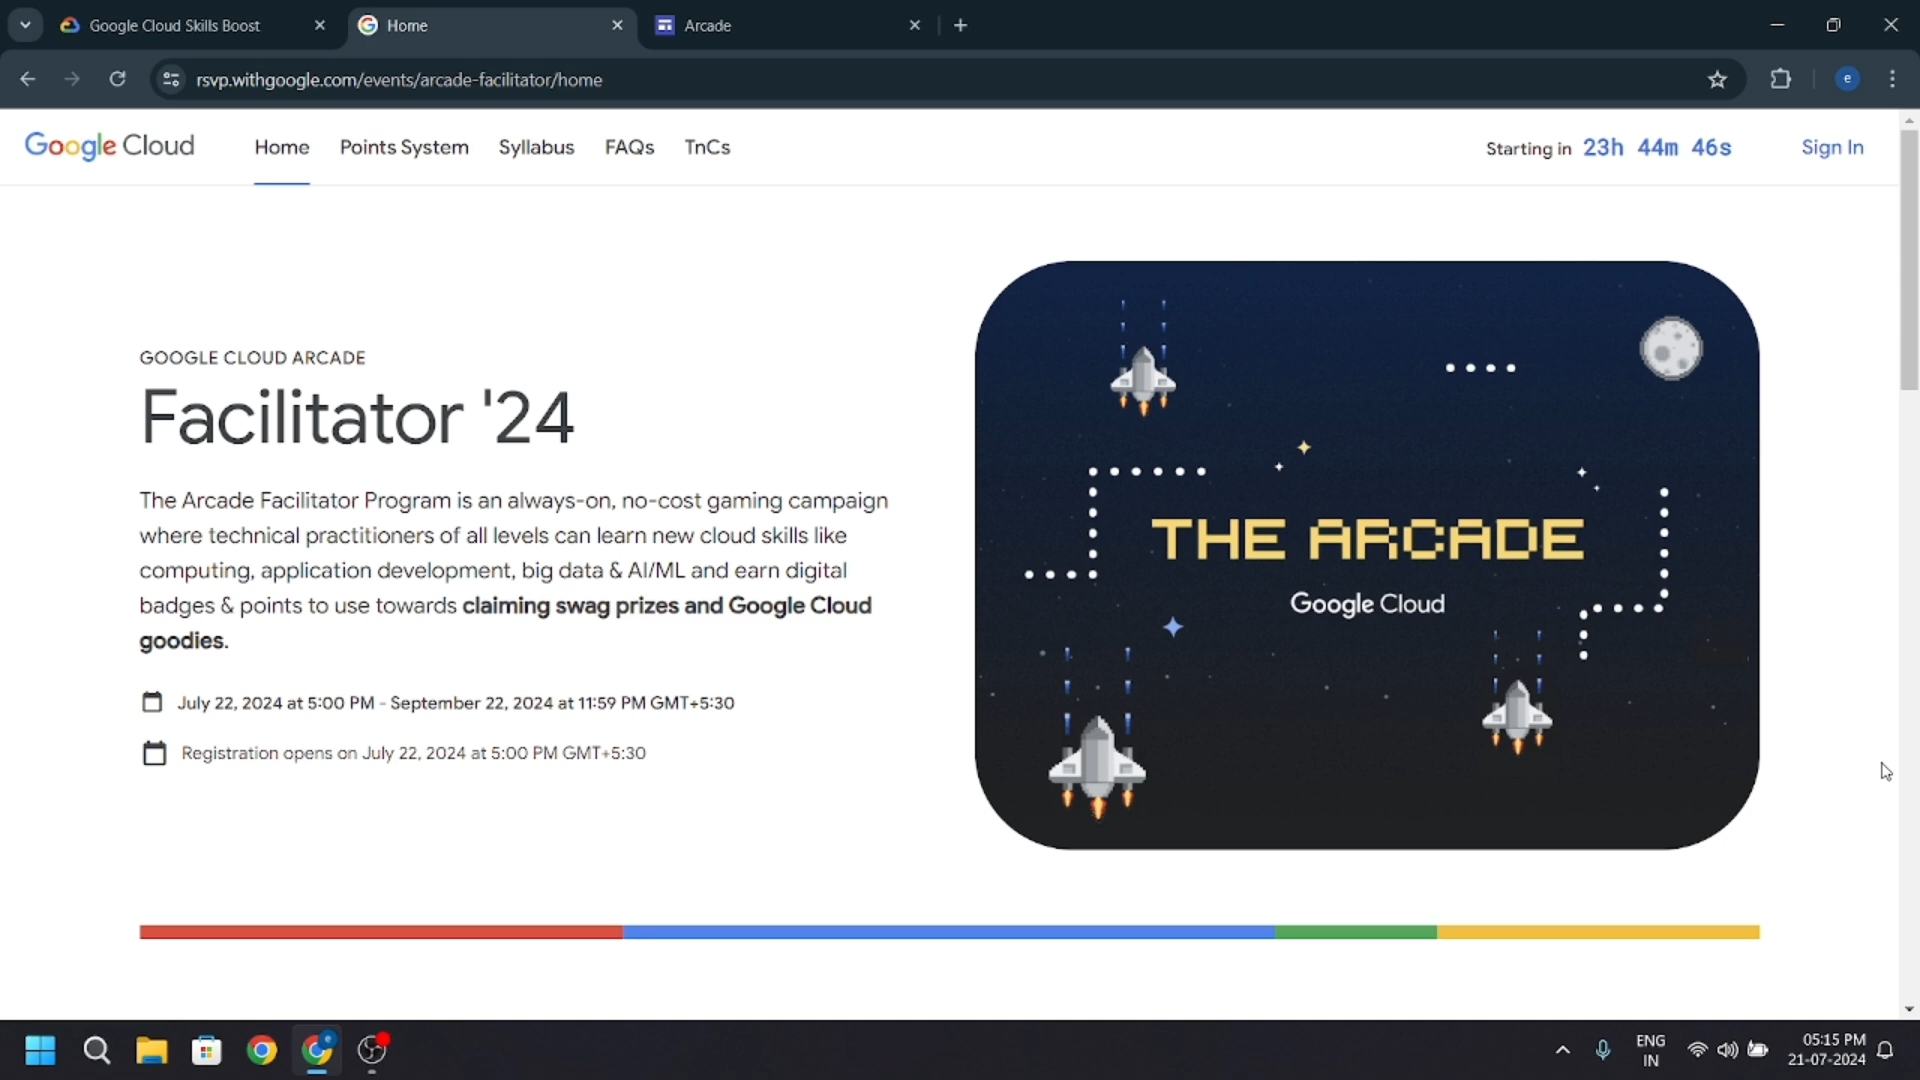 Google Cloud Skills Boost
Home
Arcade
rsvp.withgoogle.com/events/arcade-facilitator/home
e
Google Cloud
Home
Points System
Syllabus
FAQs
TnCs
Starting in 23h 44m 46s
Sign In
GOOGLE CLOUD ARCADE
Facilitator '24
The Arcade Facilitator Program is an always-on, no-cost gaming campaign
where technical practitioners of all levels can learn new cloud skills like
computing, application development, big data & AI/ML and earn digital
badges & points to use towards claiming swag prizes and Google Cloud
goodies.
July 22, 2024 at 5:00 PM - September 22, 2024 at 11:59 PM GMT+5:30
Registration opens on July 22, 2024 at 5:00 PM GMT+5:30
THE ARCADE
Google Cloud
ENG
IN
05:15 PM
21-07-2024